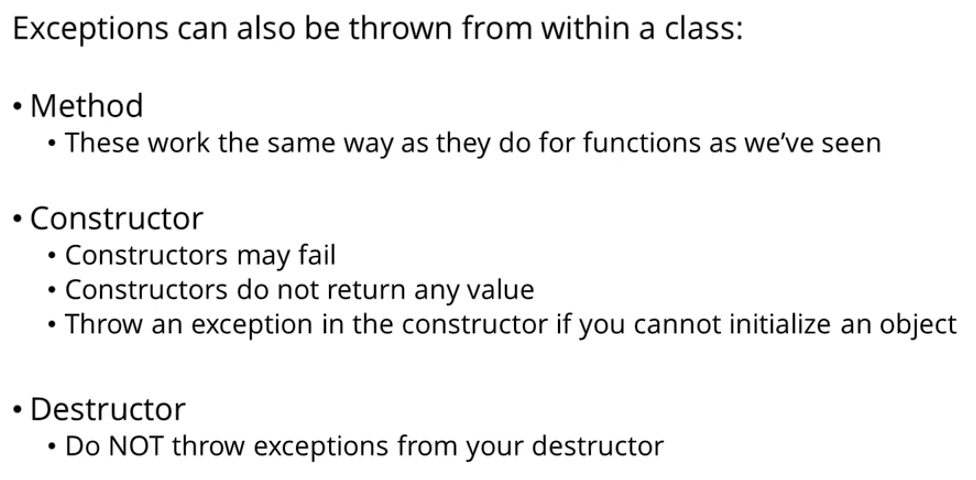 Exceptions can also be thrown from within a class:
• Method
• These work the same way as they do for functions as we’ve seen
• Constructor
• Constructors may fail
• Constructors do not return any value
• Throw an exception in the constructor if you cannot initialize an object
• Destructor
• Do NOT throw exceptions from your destructor